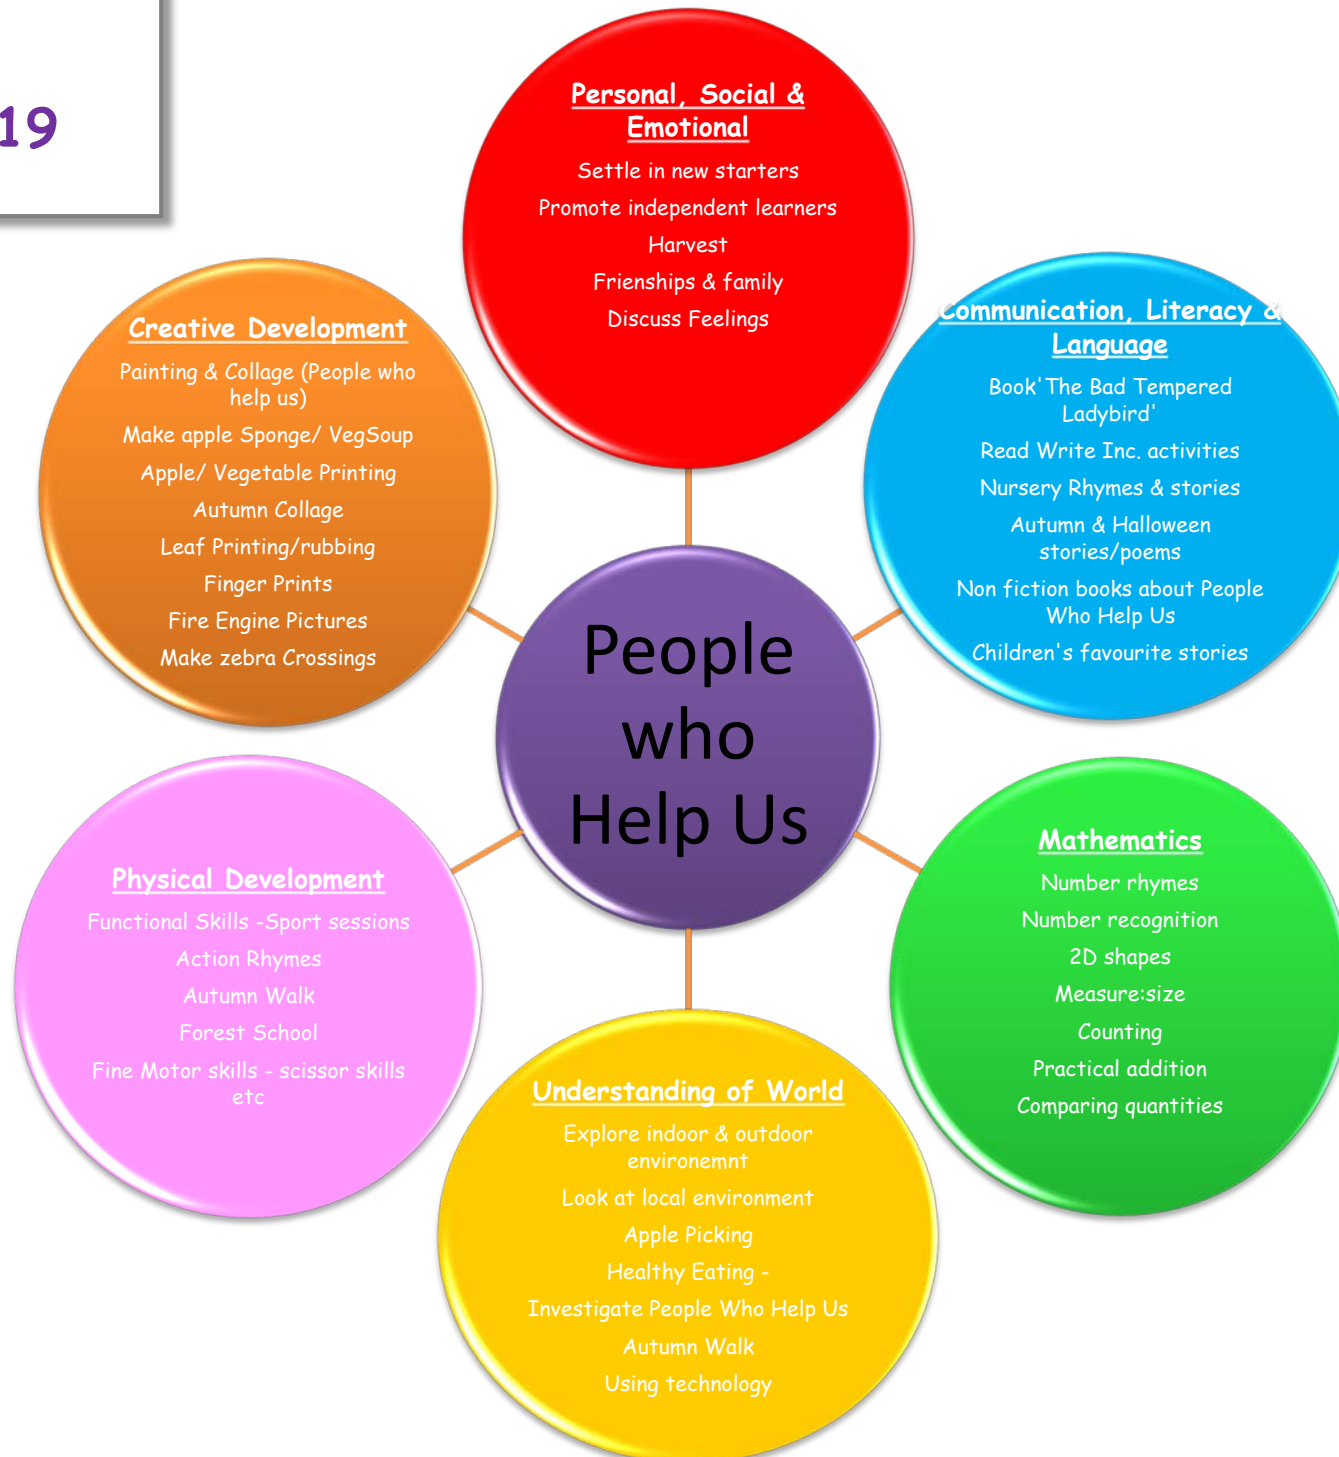 19
Personal, Social &
Emotional
Settle in new starters
Promote independent learners
Harvest
Frienships & family
Discuss Feelings
Communication, Literacy &
Language
Book'The Bad Tempered
Ladybird'
Read Write Inc. activities
Nursery Rhymes & stories
Autumn & Halloween
stories/poems
Non fiction books about People
Who Help Us
Children's favourite stories
Mathematics
Number rhymes
Number recognition
2D shapes
Measure:size
Counting
Practical addition
Comparing quantities
Understanding of World
Explore indoor & outdoor
environemnt
Look at local environment
Apple Picking
Healthy Eating -
Investigate People Who Help Us
Autumn Walk
Using technology
Physical Development
Functional Skills -Sport sessions
Action Rhymes
Autumn Walk
Forest School
Fine Motor skills - scissor skills
etc
Creative Development
Painting & Collage (People who
help us)
Make apple Sponge/ VegSoup
Apple/ Vegetable Printing
Autumn Collage
Leaf Printing/rubbing
Finger Prints
Fire Engine Pictures
Make zebra Crossings
People
who
Help Us